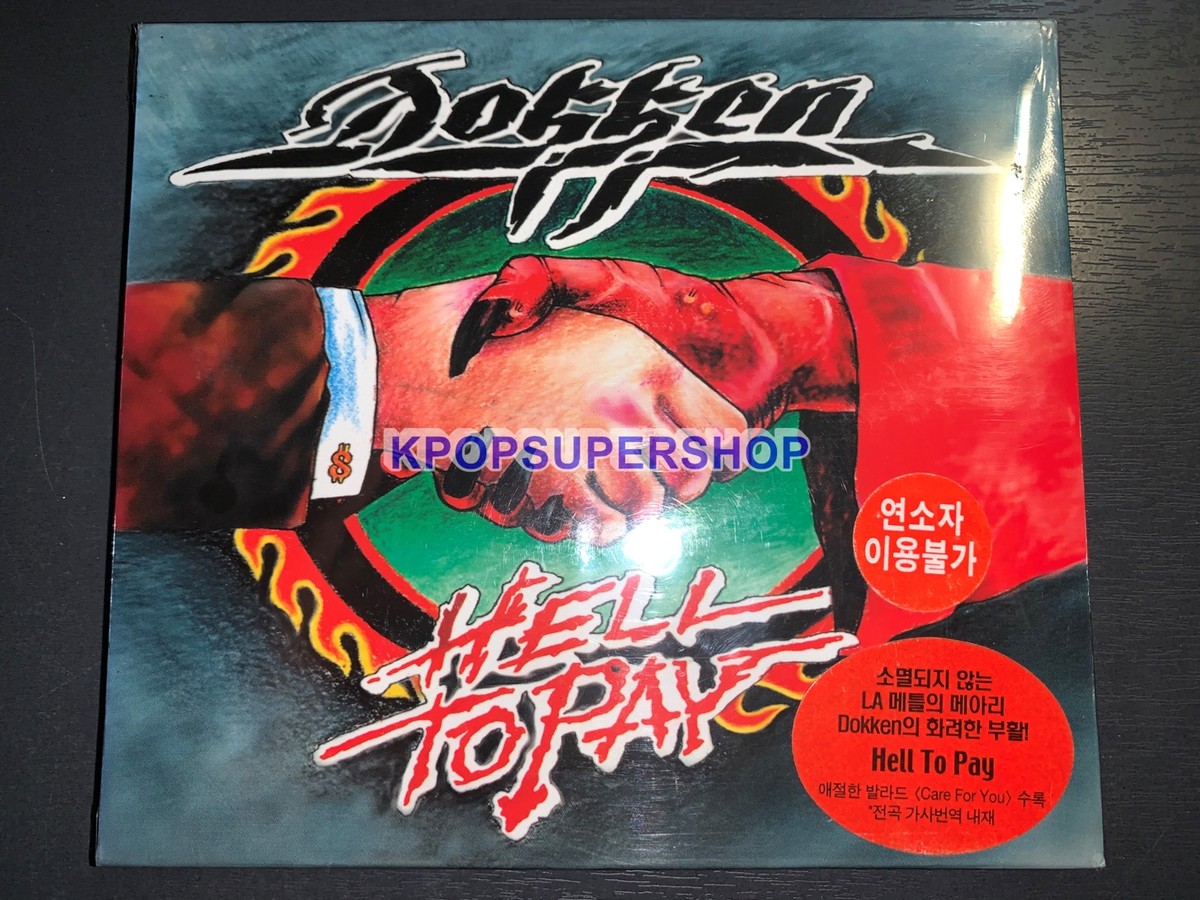 Dokken
KPOPSUPERSHOP
$
연소자
이용불가
HELL
TO PAY
소멸되지 않는
LA 메틀의 메아리
Dokken의 화려한 부활!
Hell To Pay
애절한 발라드 〈Care For You〉 수록
*전곡 가사번역 내재